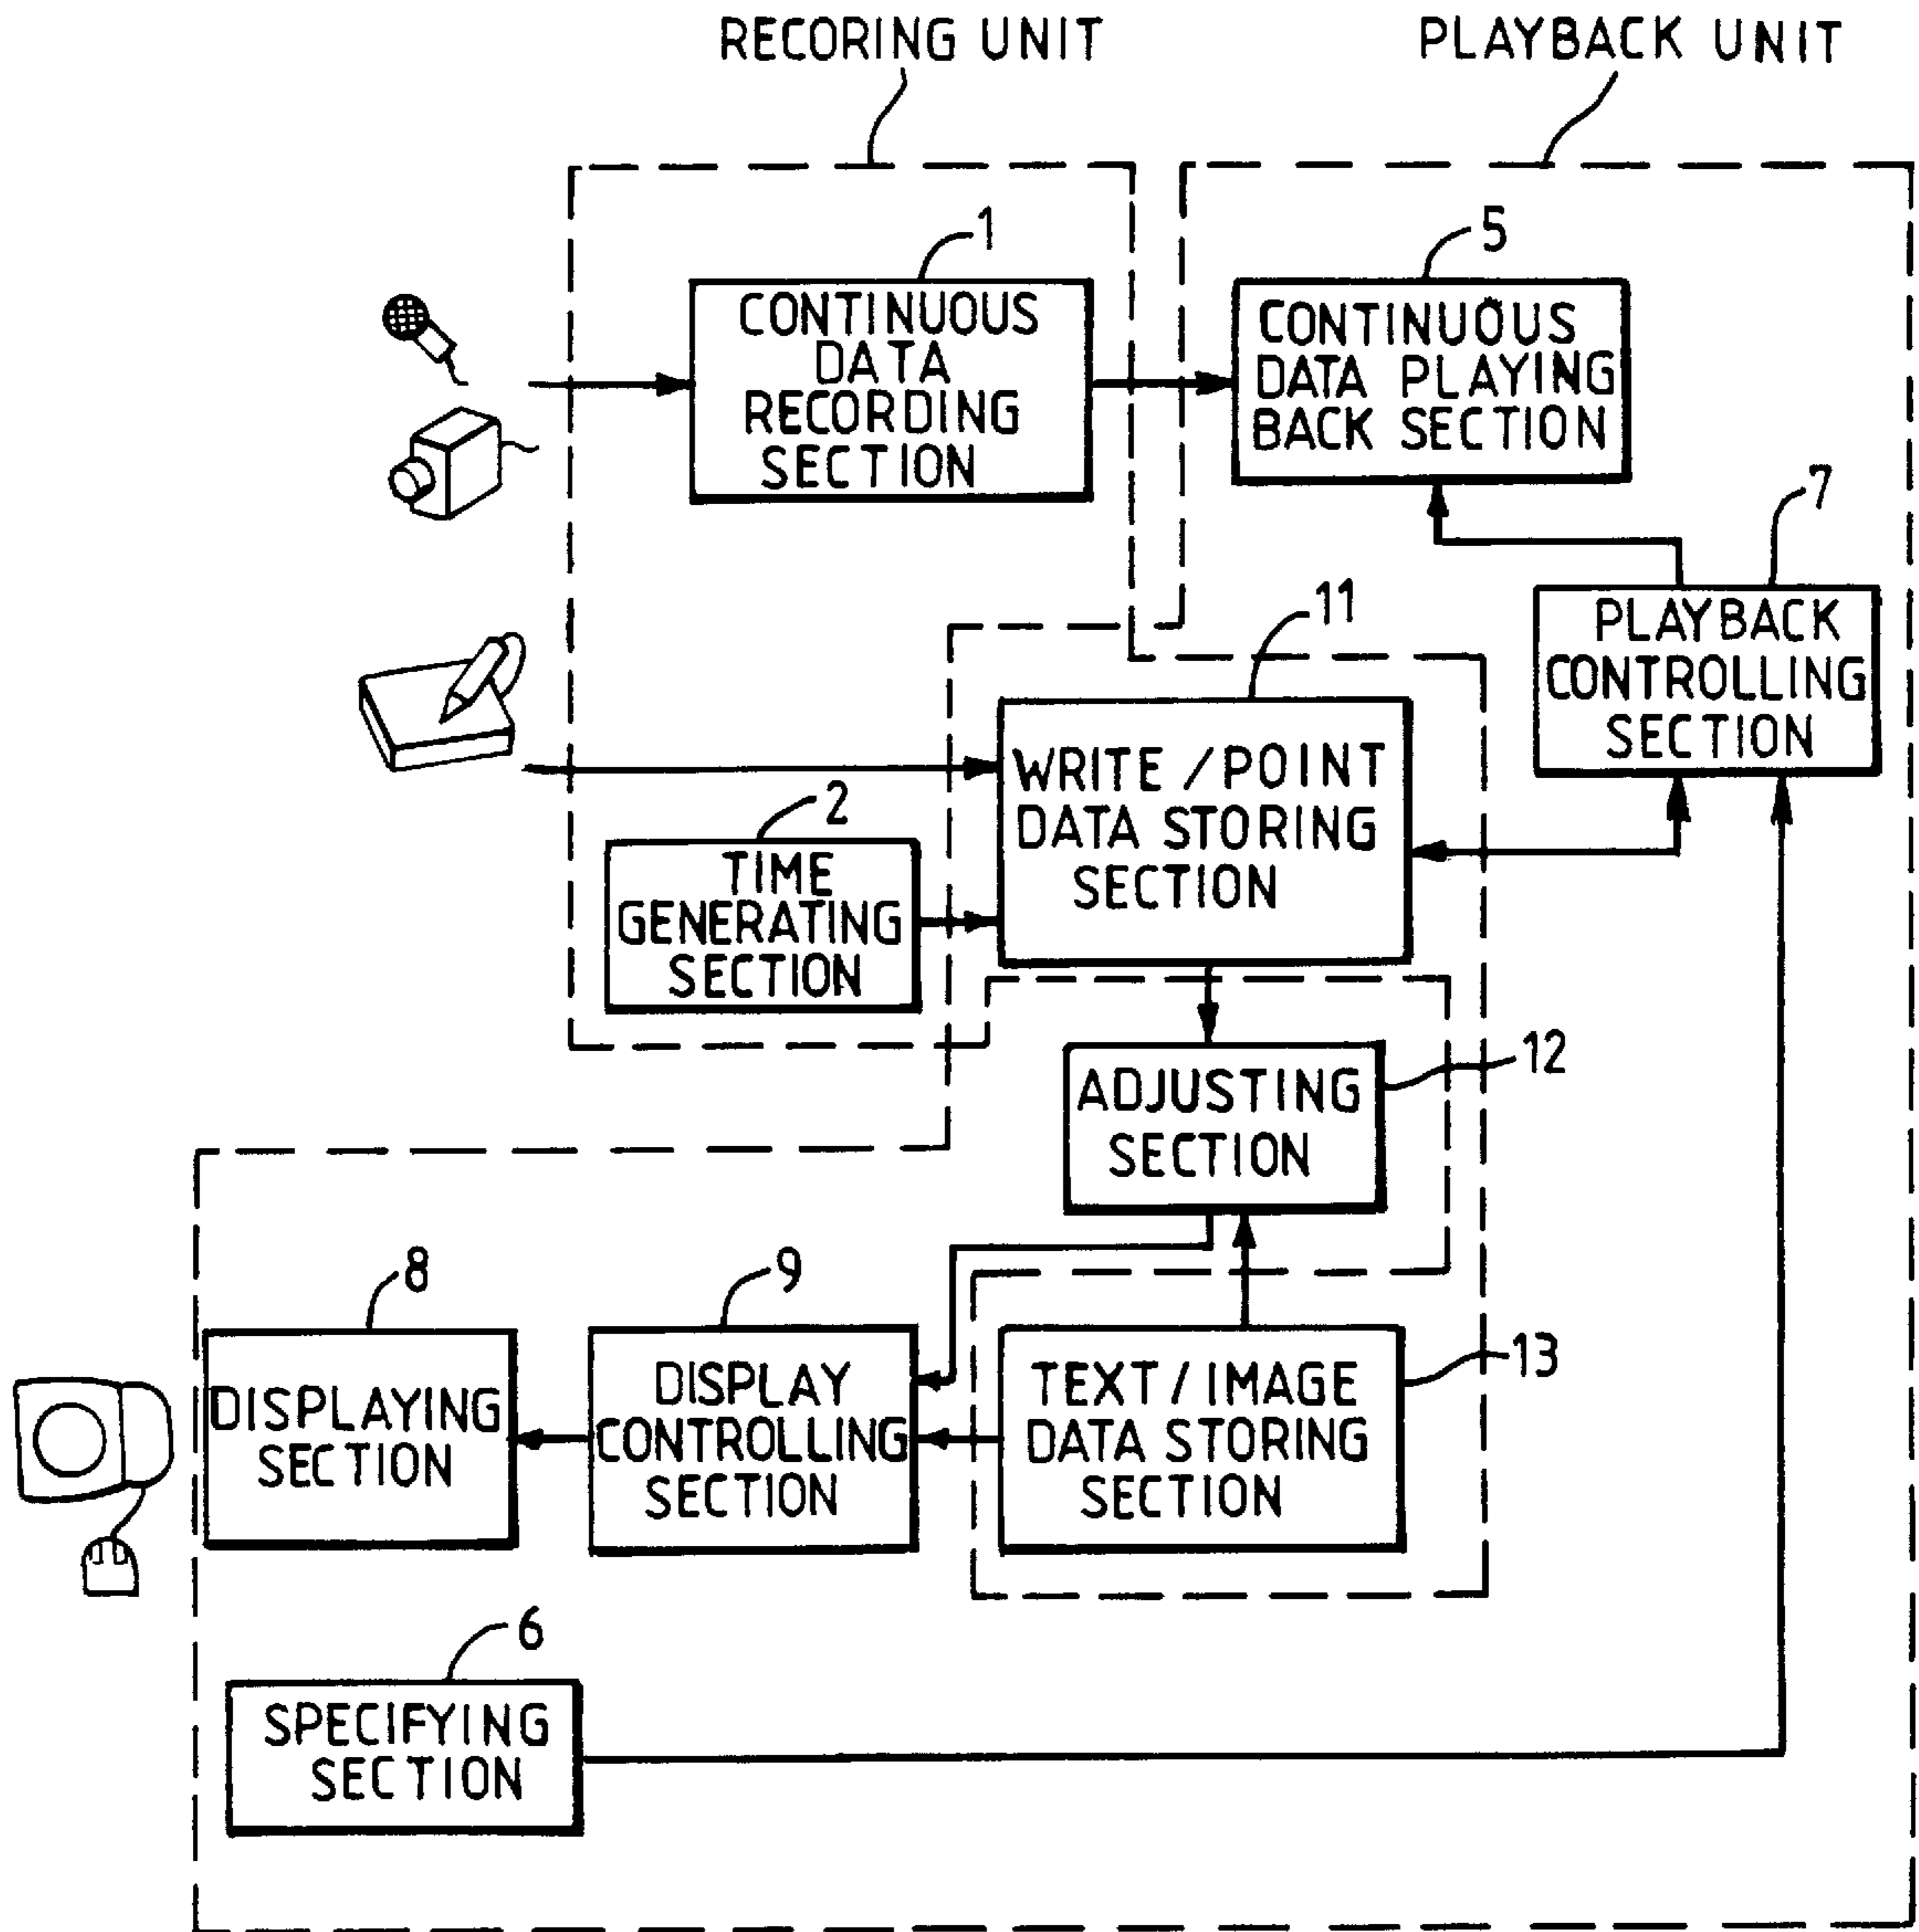 RECORING UNIT
PLAYBACK UNIT
1
CONTINUOUS
DATA
RECORDING
SECTION
5
CONTINUOUS
DATA PLAYING
BACK SECTION
7
PLAYBACK
CONTROLLING
SECTION
11
WRITE/POINT
DATA STORING
SECTION
2
TIME
GENERATING
SECTION
12
ADJUSTING
SECTION
8
DISPLAYING
SECTION
9
DISPLAY
CONTROLLING
SECTION
13
TEXT/IMAGE
DATA STORING
SECTION
6
SPECIFYING
SECTION